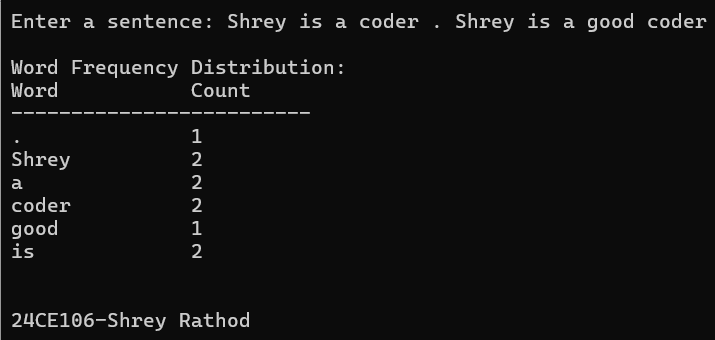 Enter a sentence: Shrey is a coder . Shrey is a good coder
Word Frequency Distribution:
Word Count
-------------------------
. 1
Shrey 2
a 2
coder 2
good 1
is 2
24CE106-Shrey Rathod